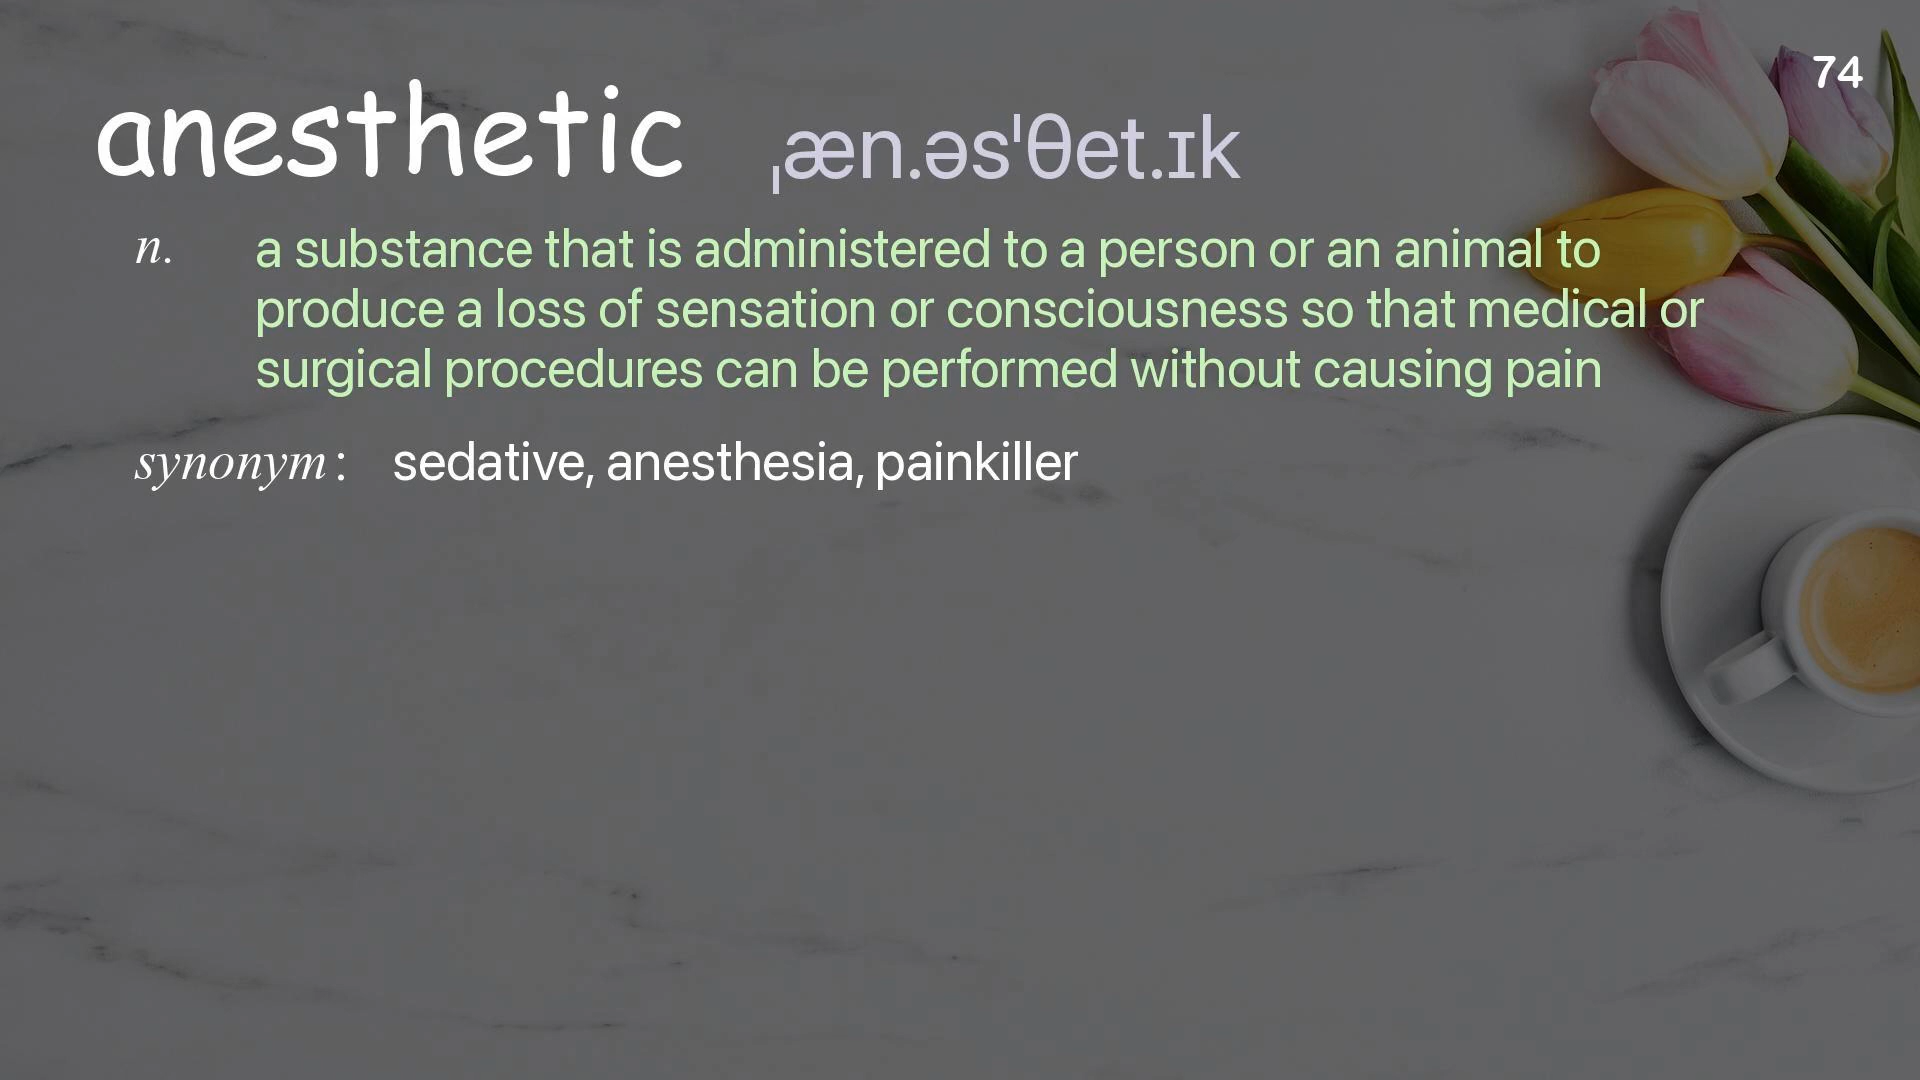 74
anesthetic ˌæn.əsˈθet.ɪk
n. a substance that is administered to a person or an animal to
produce a loss of sensation or consciousness so that medical or
surgical procedures can be performed without causing pain
synonym: sedative, anesthesia, painkiller